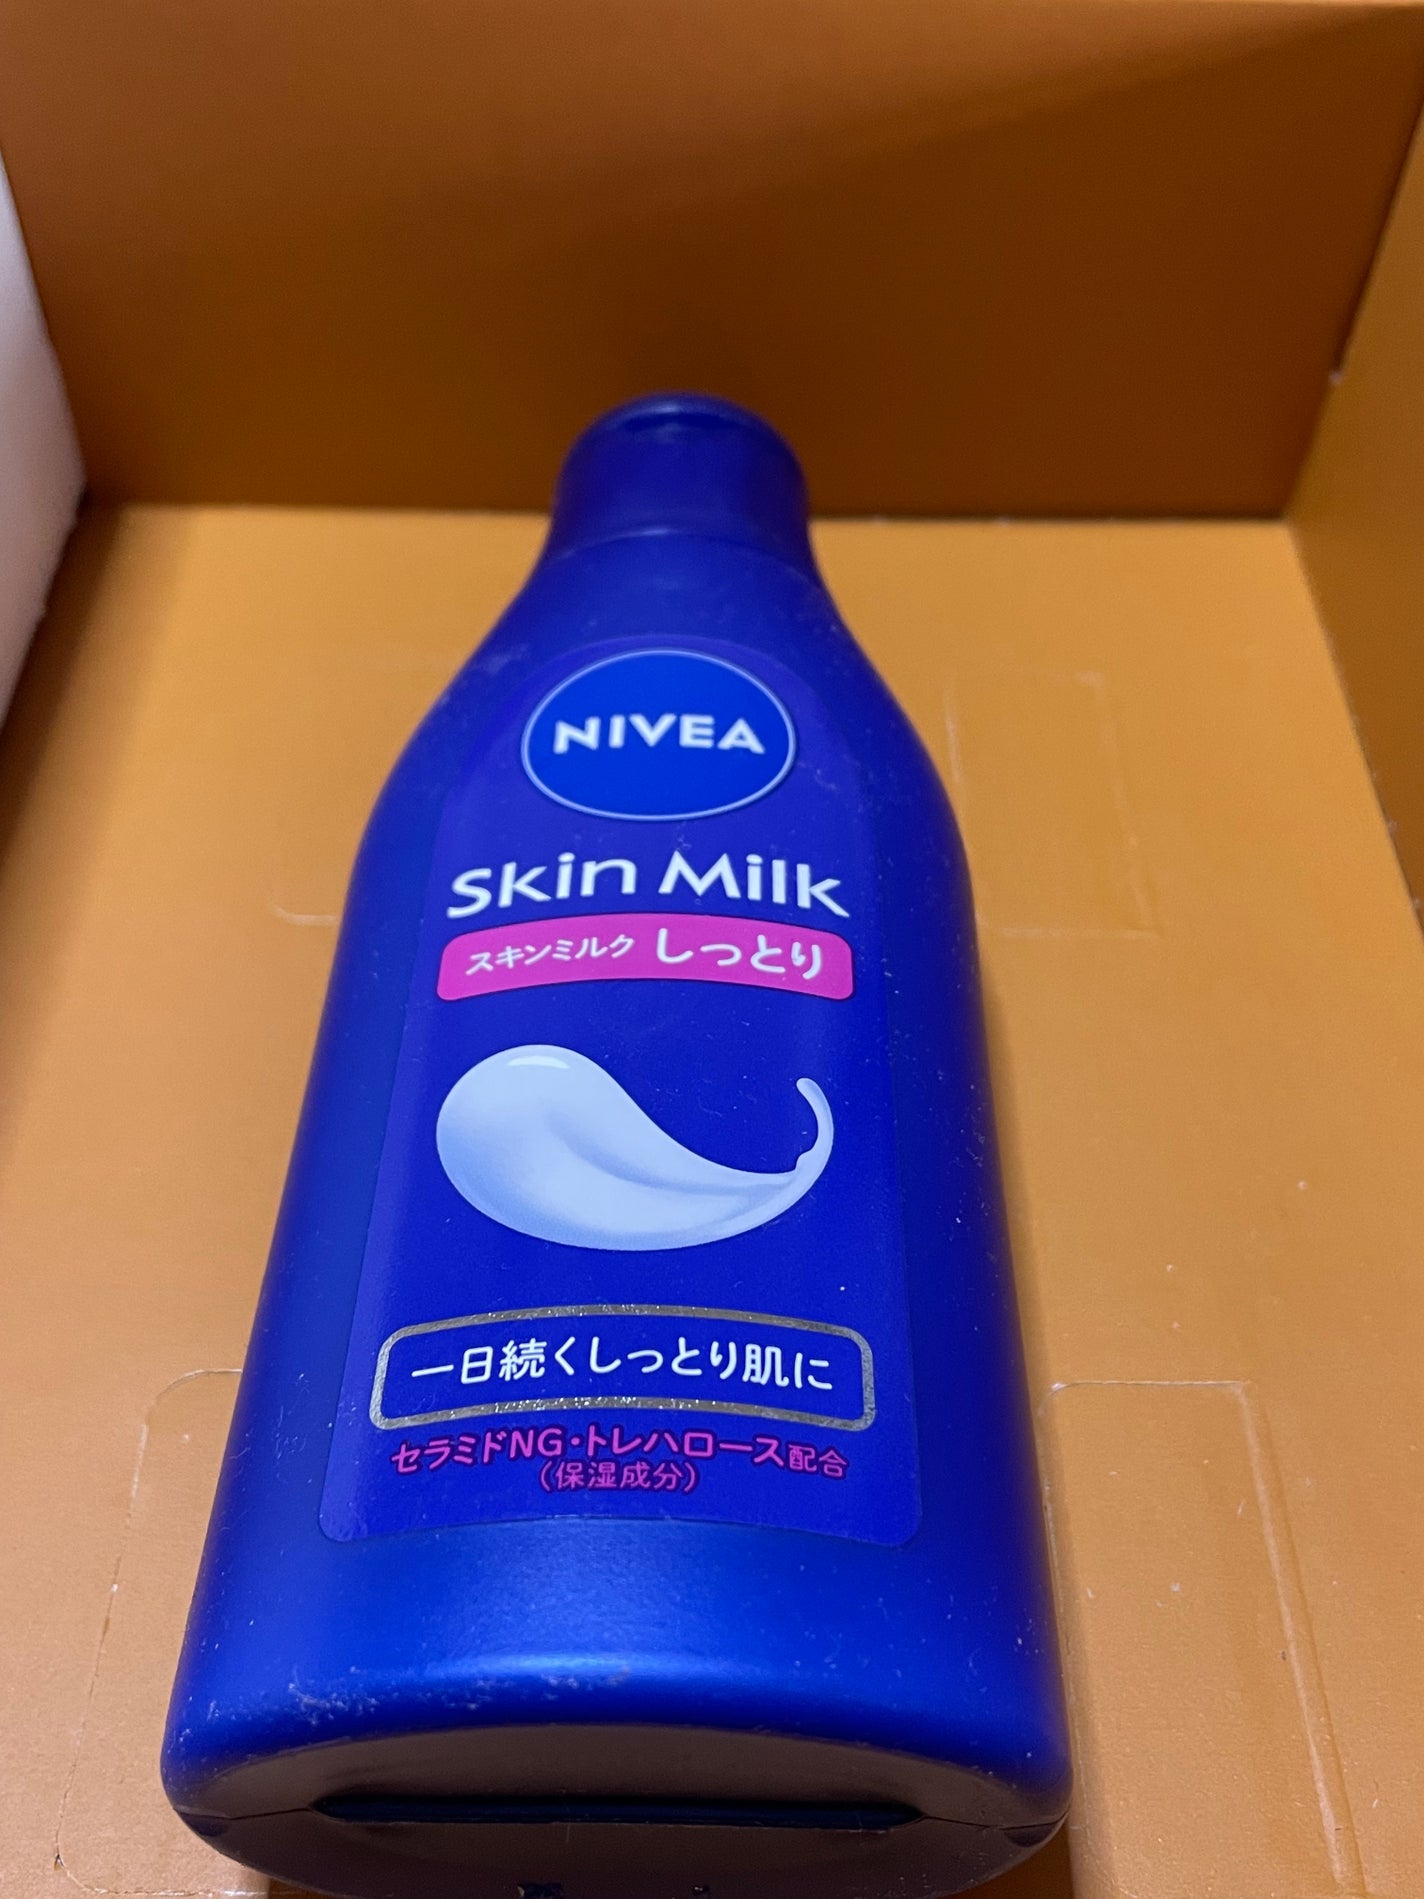 NIVEA
Skin Milk
スキンミルク しっとり
一日続くしっとり肌に
セラミドNG・トレハロース配合
(保湿成分)